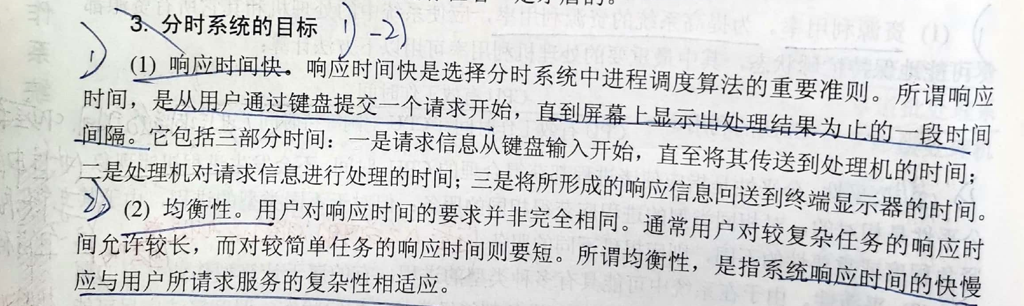 3. 分时系统的目标 1)-2)
1)
(1) 响应时间快。响应时间快是选择分时系统中进程调度算法的重要准则。所谓响应
时间，是从用户通过键盘提交一个请求开始，直到屏幕上显示出处理结果为止的一段时间
间隔。它包括三部分时间：一是请求信息从键盘输入开始，直至将其传送到处理机的时间；
二是处理机对请求信息进行处理的时间；三是将所形成的响应信息回送到终端显示器的时间。
2)
(2) 均衡性。用户对响应时间的要求并非完全相同。通常用户对较复杂任务的响应时
间允许较长，而对较简单任务的响应时间则要短。所谓均衡性，是指系统响应时间的快慢
应与用户所请求服务的复杂性相适应。